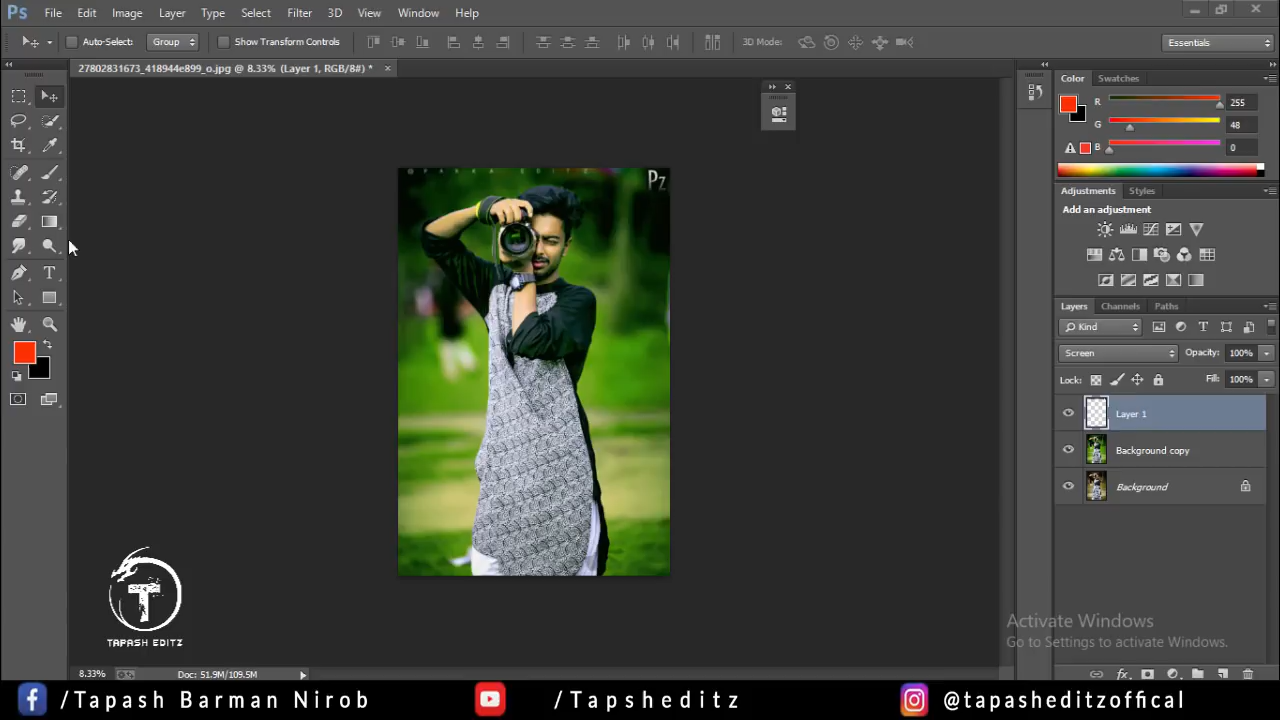 Ps File Edit Image Layer Type Select Filter 3D View Window Help
Auto-Select: Group Show Transform Controls 3D Mode: Essentials
27802831673_418944e899_o.jpg @ 8.33% (Layer 1, RGB/8#) * ×
Color Swatches
R 255
G 48
B 0
Adjustments Styles
Add an adjustment
Pz
Layers Channels Paths
Kind
Screen Opacity: 100%
Lock: Fill: 100%
Layer 1
Background copy
Background
T
TAPASH EDITZ
Activate Windows
Go to Settings to activate Windows.
8.33% Doc: 51.9M/109.5M
/Tapash Barman Nirob /Tapsheditz @tapasheditzoffical